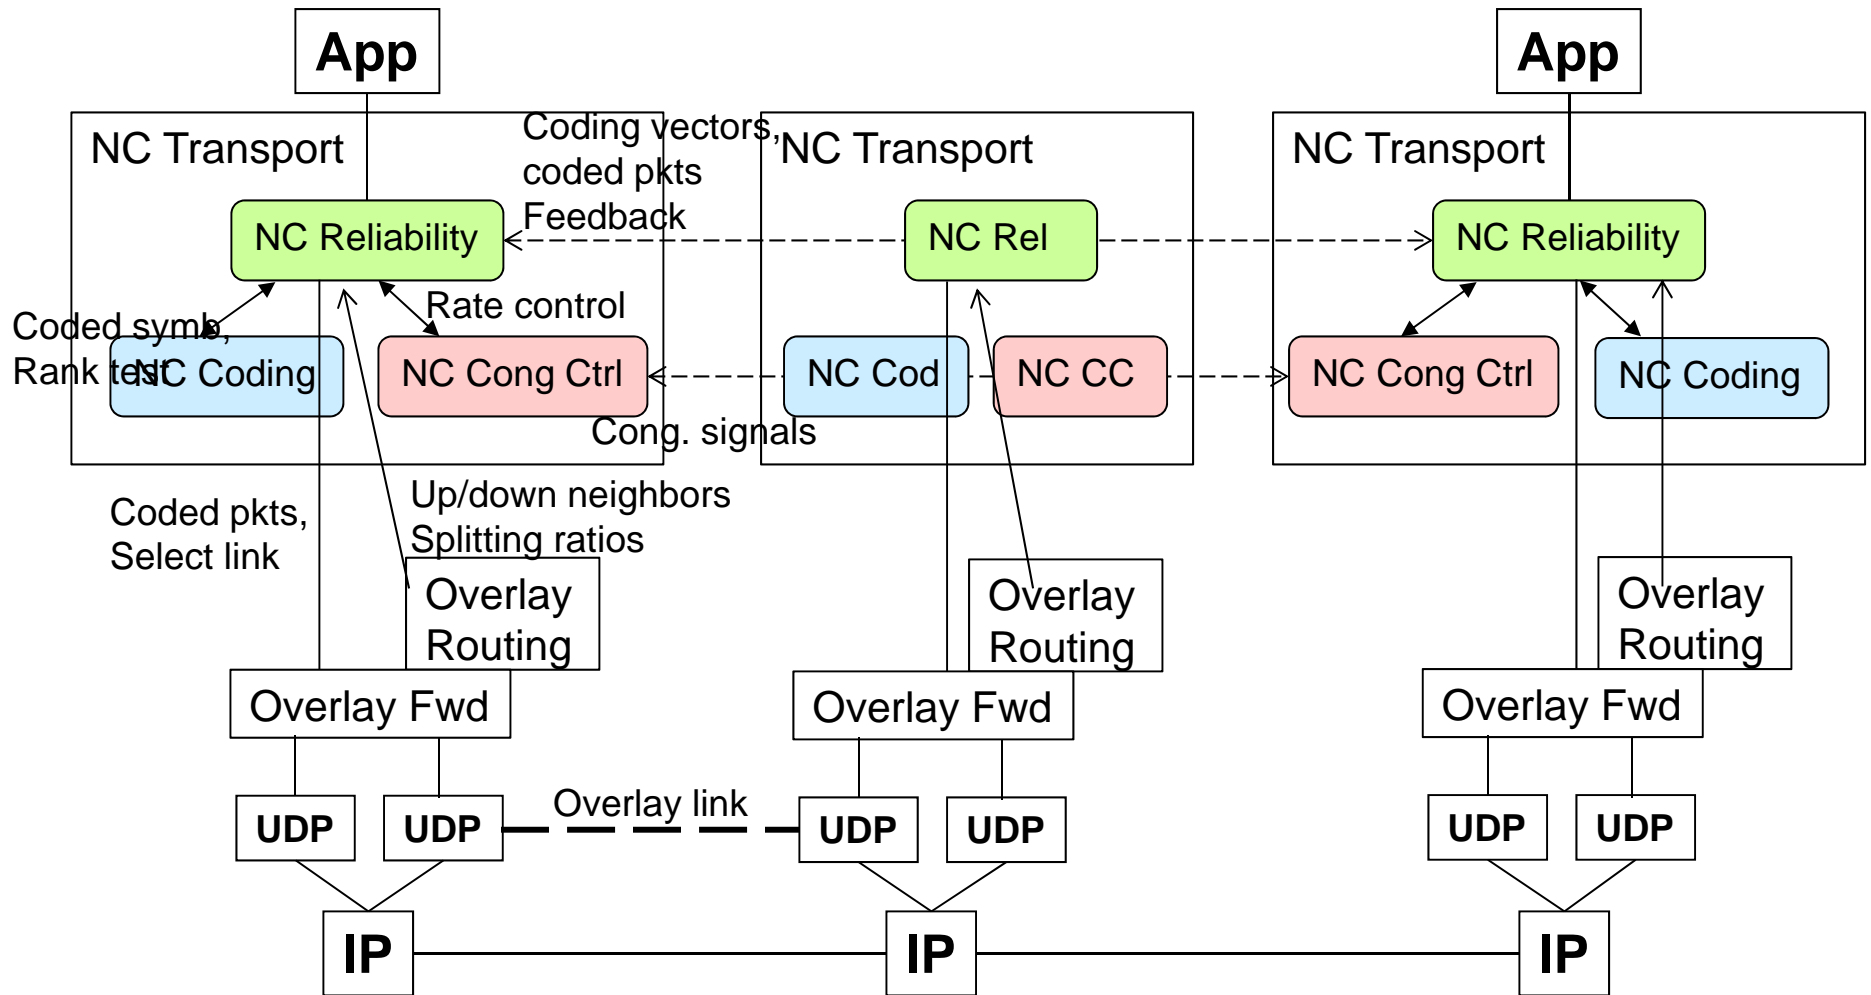 App
App
NC Transport
Coding vectors,
coded pkts
Feedback
NC Transport
NC Transport
NC Reliability
NC Rel
NC Reliability
Rate control
Coded symb,
Rank test
NC Coding
NC Cong Ctrl
NC Cod
NC CC
NC Cong Ctrl
NC Coding
Cong. signals
Coded pkts,
Select link
Up/down neighbors
Splitting ratios
Overlay
Routing
Overlay
Routing
Overlay
Routing
Overlay Fwd
Overlay Fwd
Overlay Fwd
UDP
UDP
Overlay link
UDP
UDP
UDP
UDP
IP
IP
IP